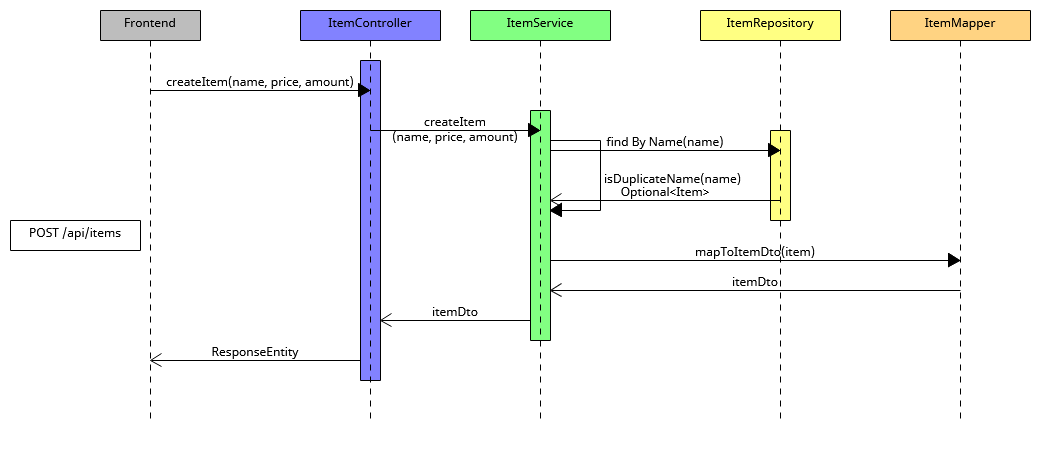 Frontend
ItemController
ItemService
ItemRepository
ItemMapper
createItem(name, price, amount)
createItem
(name, price, amount)
find By Name(name)
isDuplicateName(name)
Optional<Item>
POST /api/items
mapToItemDto(item)
itemDto
itemDto
ResponseEntity